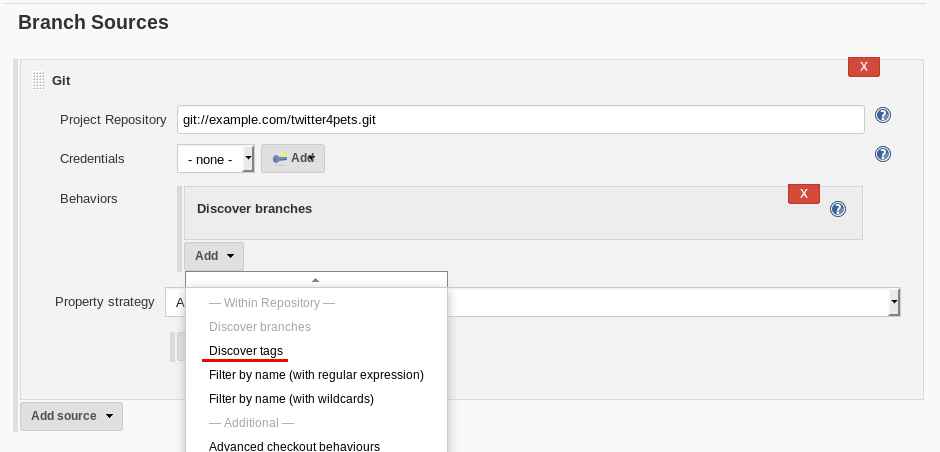 Branch Sources
X
Git
Project Repository git://example.com/twitter4pets.git ?
Credentials - none - Add ?
Behaviors
X
Discover branches ?
Add
Property strategy A
— Within Repository —
Discover branches
Discover tags
Filter by name (with regular expression)
Filter by name (with wildcards)
Add source
— Additional —
Advanced checkout behaviours